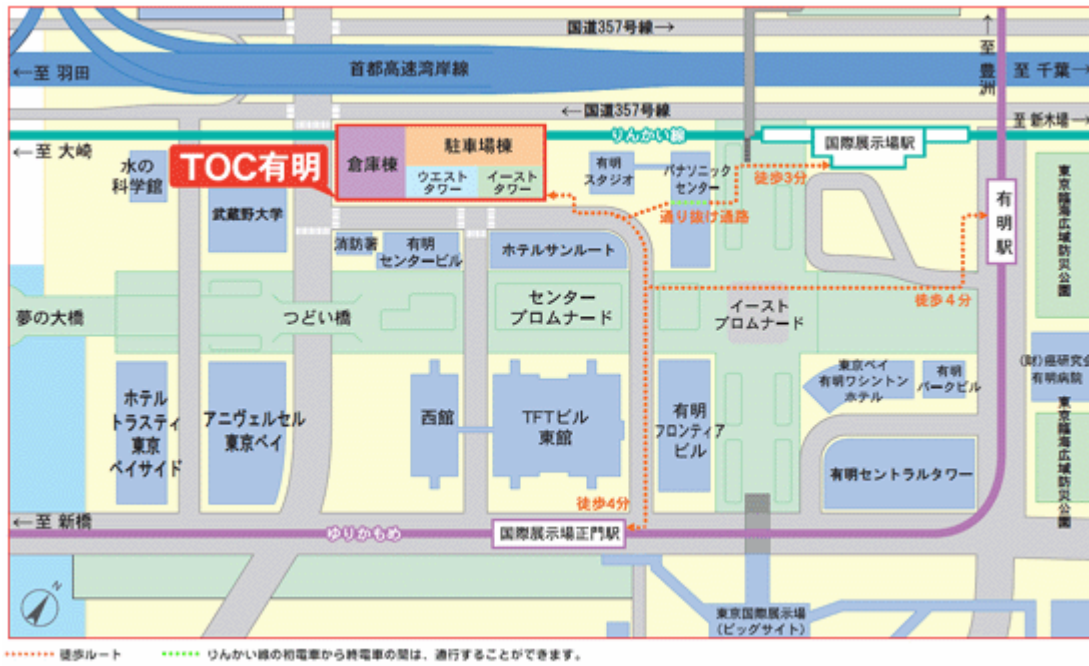 国道357号線→
←至 羽田
首都高速湾岸線
↑至 豊洲
至 千葉→
←国道357号線
至 新木場→
りんかい線
国際展示場駅
←至 大崎
TOC有明
倉庫棟
駐車場棟
ウエスト
タワー
イースト
タワー
水の
科学館
武蔵野大学
有明
スタジオ
パナソニック
センター
徒歩3分
通り抜け通路
有明駅
東京臨海広域防災公園
消防署
有明
センタービル
ホテルサンルート
夢の大橋
つどい橋
センター
プロムナード
イースト
プロムナード
徒歩4分
(財)癌研究会
有明病院
ホテル
トラスティ
東京
ベイサイド
アニヴェルセル
東京ベイ
西館
TFTビル
東館
有明
フロンティア
ビル
東京ベイ
有明ワシントン
ホテル
有明
パークビル
有明セントラルタワー
東京臨海広域防災公園
徒歩4分
←至 新橋
ゆりかもめ
国際展示場正門駅
N
東京国際展示場
(ビッグサイト)
徒歩ルート
りんかい線の初電車から終電車の間は、通行することができます。